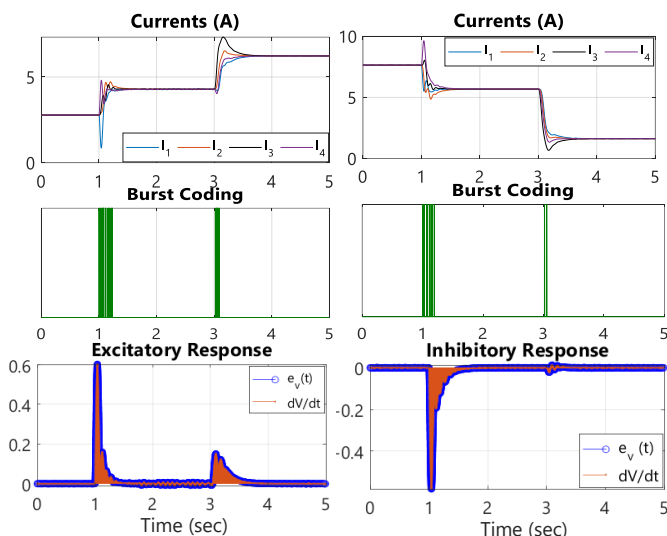 Currents (A)
5
0
I1 I2 I3 I4
0 1 2 3 4 5
Currents (A)
10
5
0
I1 I2 I3 I4
0 1 2 3 4 5
Burst Coding
0 1 2 3 4 5
Burst Coding
0 1 2 3 4 5
Excitatory Response
0.6
0.4
0.2
0
ev(t)
dV/dt
0 1 2 3 4 5
Time (sec)
Inhibitory Response
0
-0.2
-0.4
ev (t)
dV/dt
0 1 2 3 4 5
Time (sec)